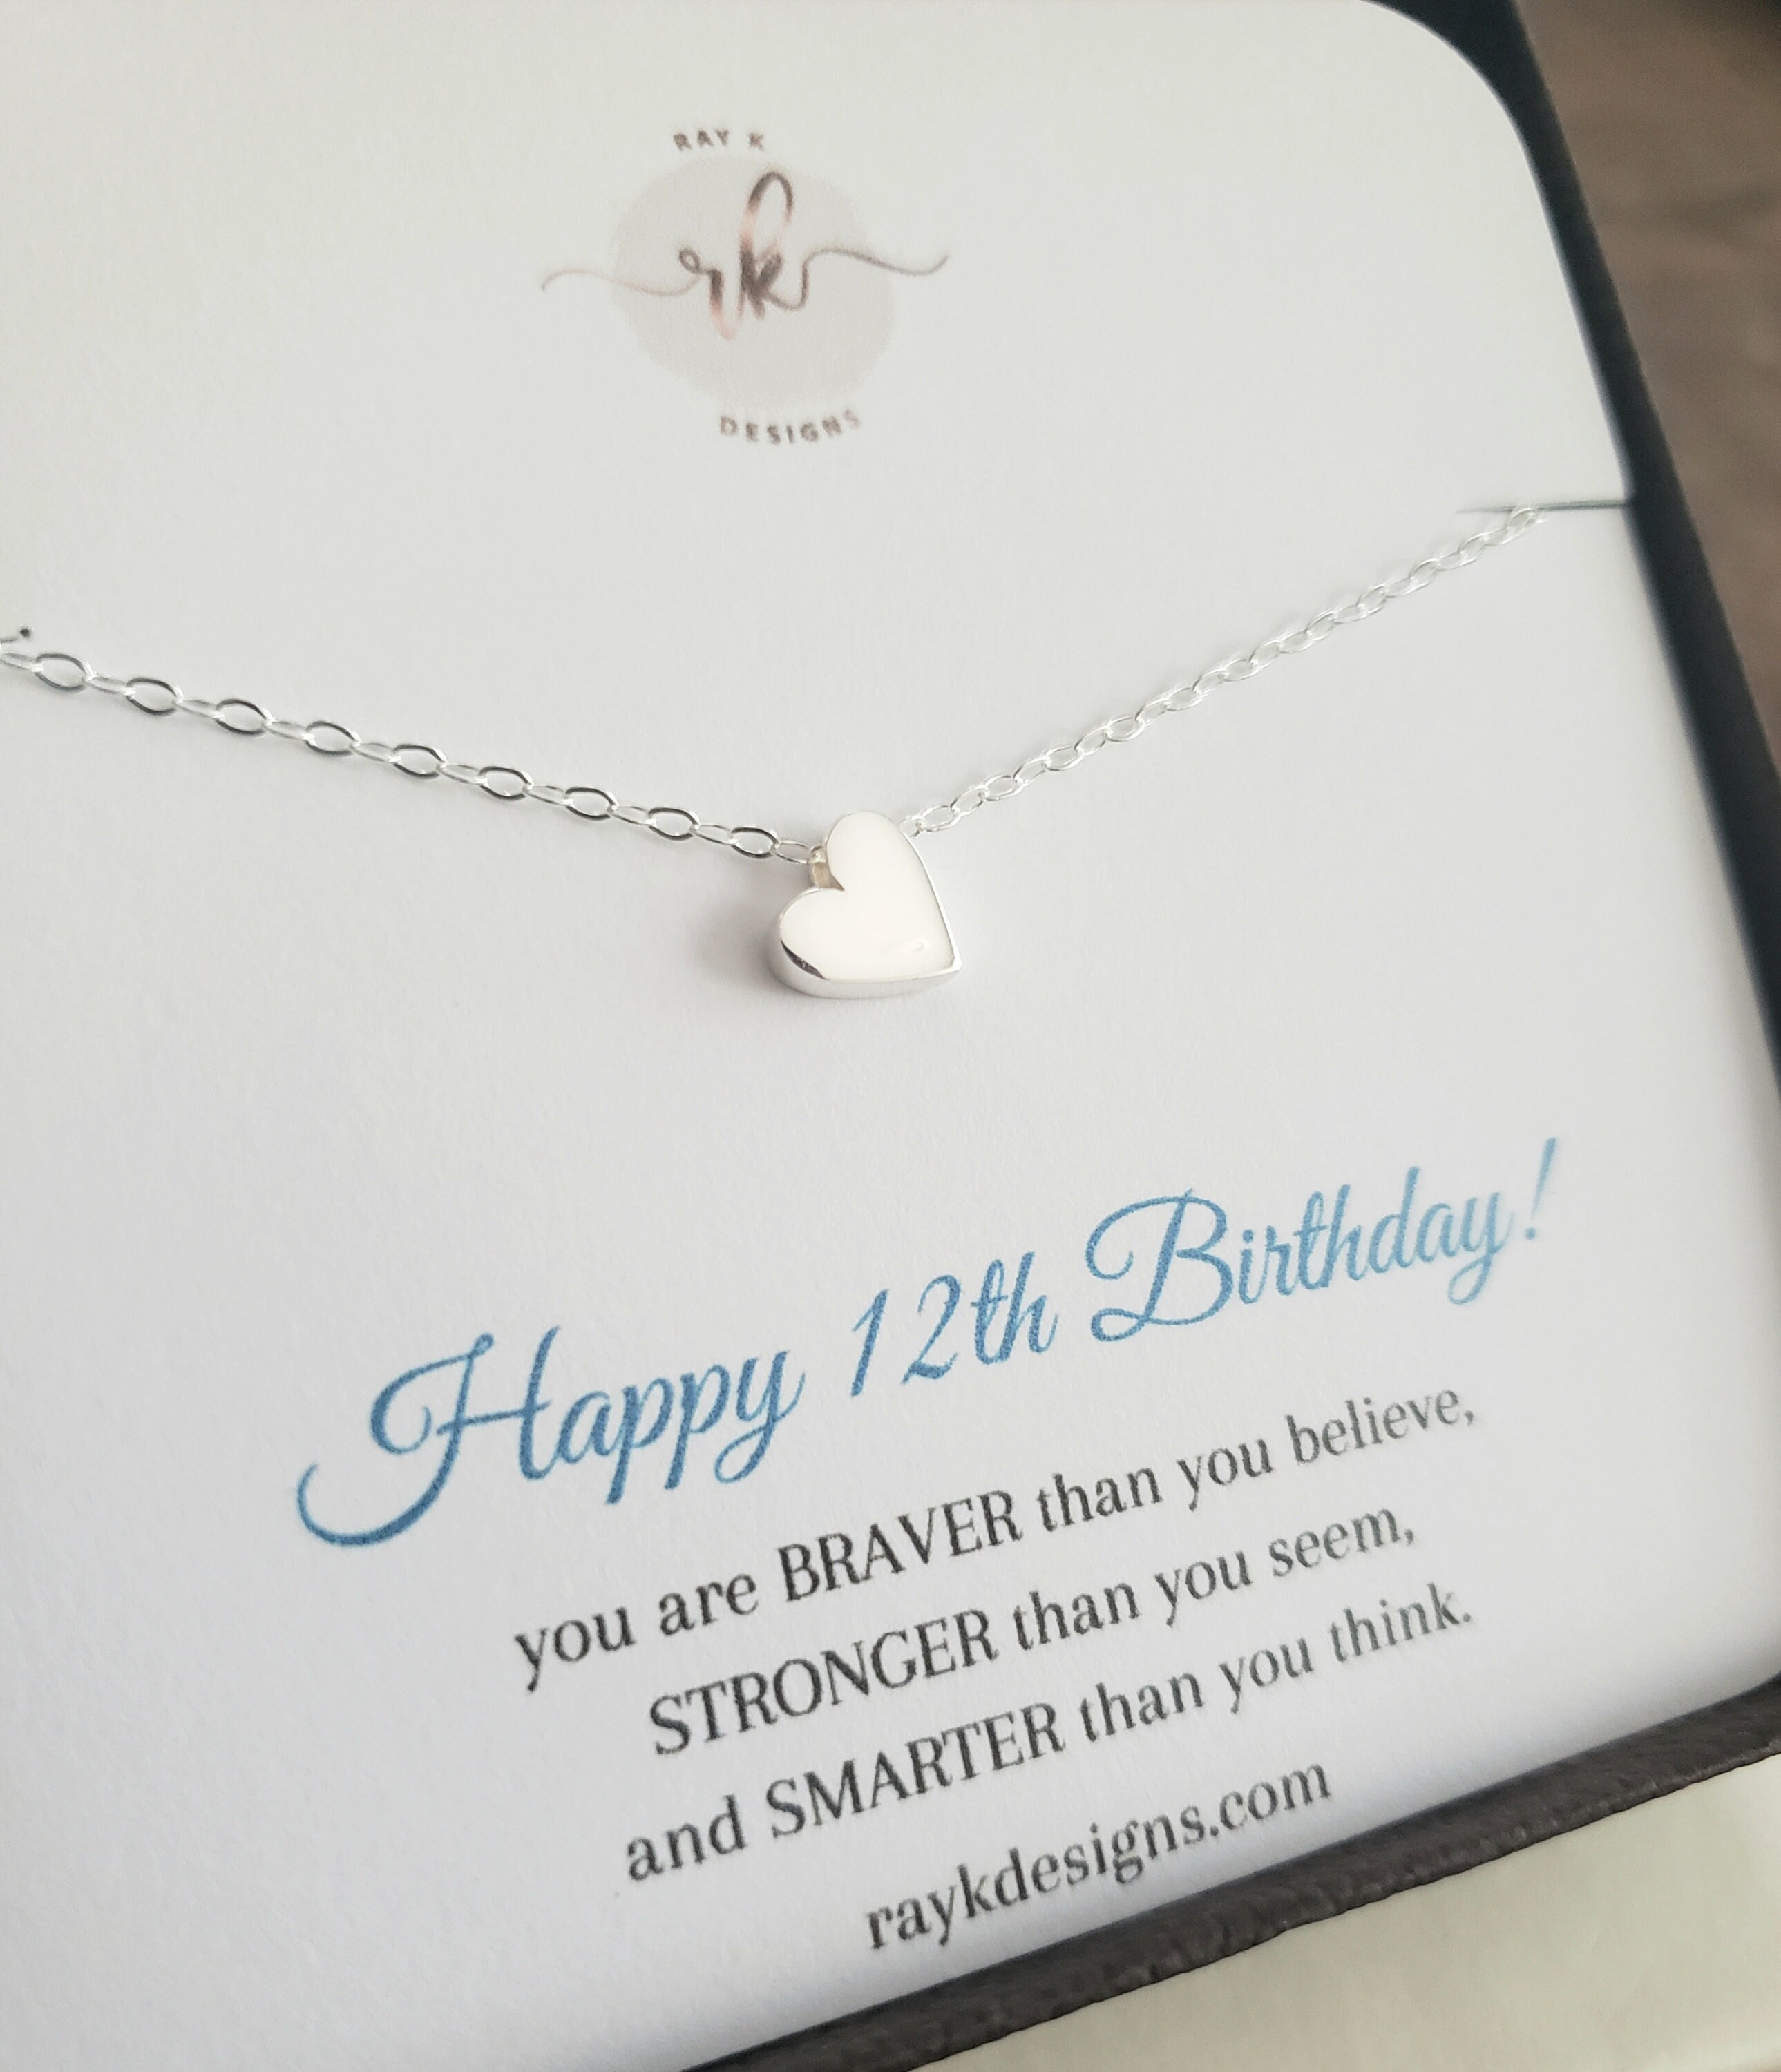 RAY K
rk
DESIGNS
Happy 12th Birthday!
you are BRAVER than you believe,
STRONGER than you seem,
and SMARTER than you think.
raykdesigns.com